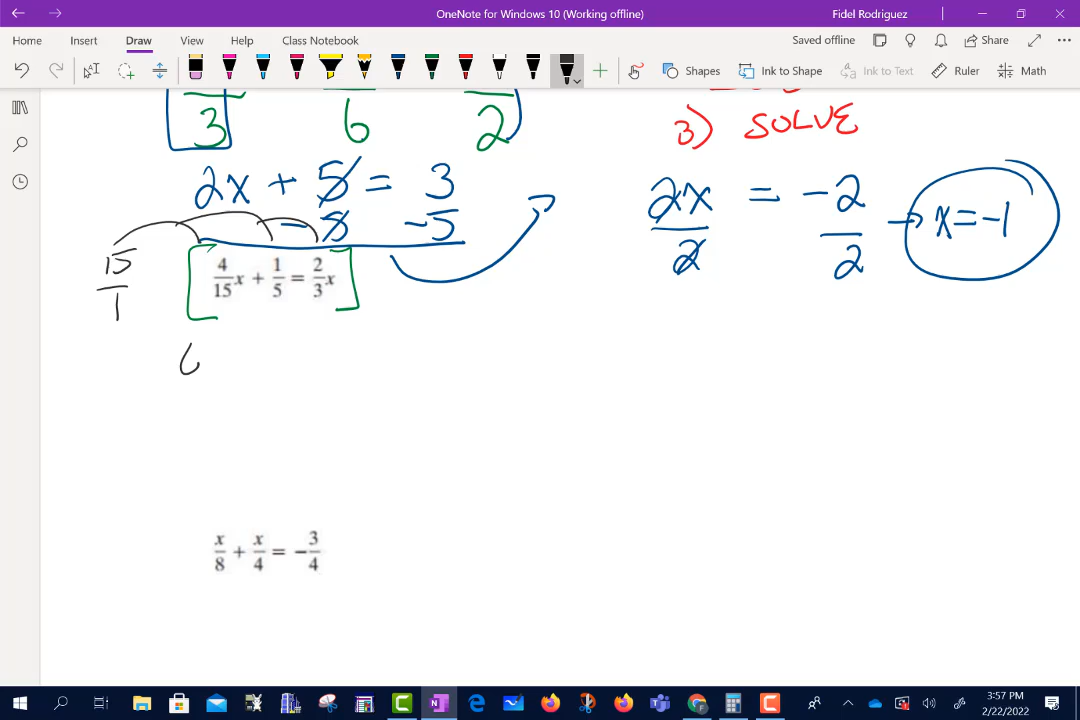 OneNote for Windows 10 (Working offline)
Fidel Rodriguez
Home Insert Draw View Help Class Notebook
Saved offline
Share
Shapes
Ink to Shape
Ink to Text
Ruler
Math
3 6 2
3) SOLVE
2x + 5 = 3
- 5 -5
2x = -2 → x = -1
2 2
15/1 [4/15 x + 1/5 = 2/3 x]
x/8 + x/4 = -3/4
3:57 PM
2/22/2022